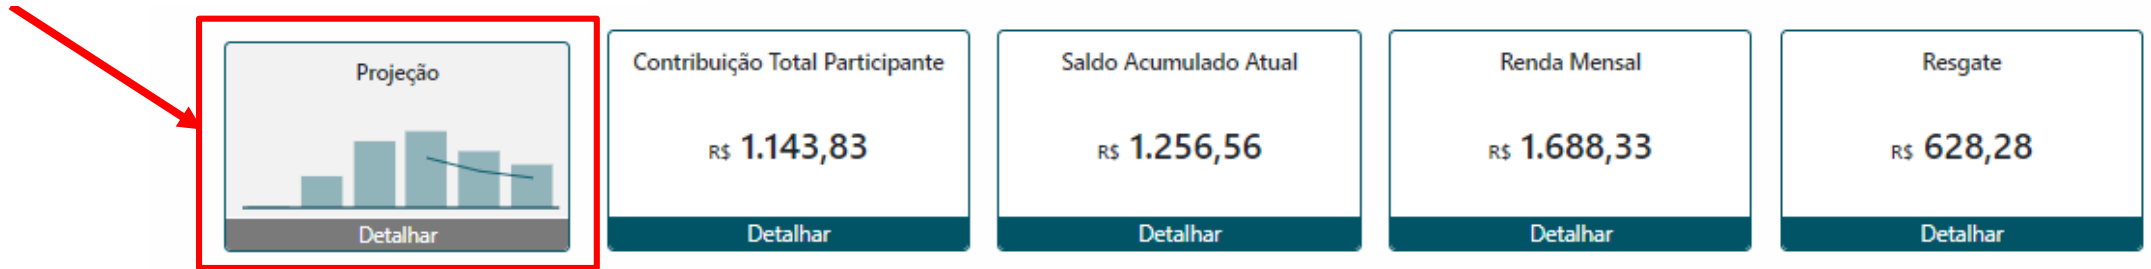 Projeção
Detalhar
Contribuição Total Participante
R$ 1.143,83
Detalhar
Saldo Acumulado Atual
R$ 1.256,56
Detalhar
Renda Mensal
R$ 1.688,33
Detalhar
Resgate
R$ 628,28
Detalhar